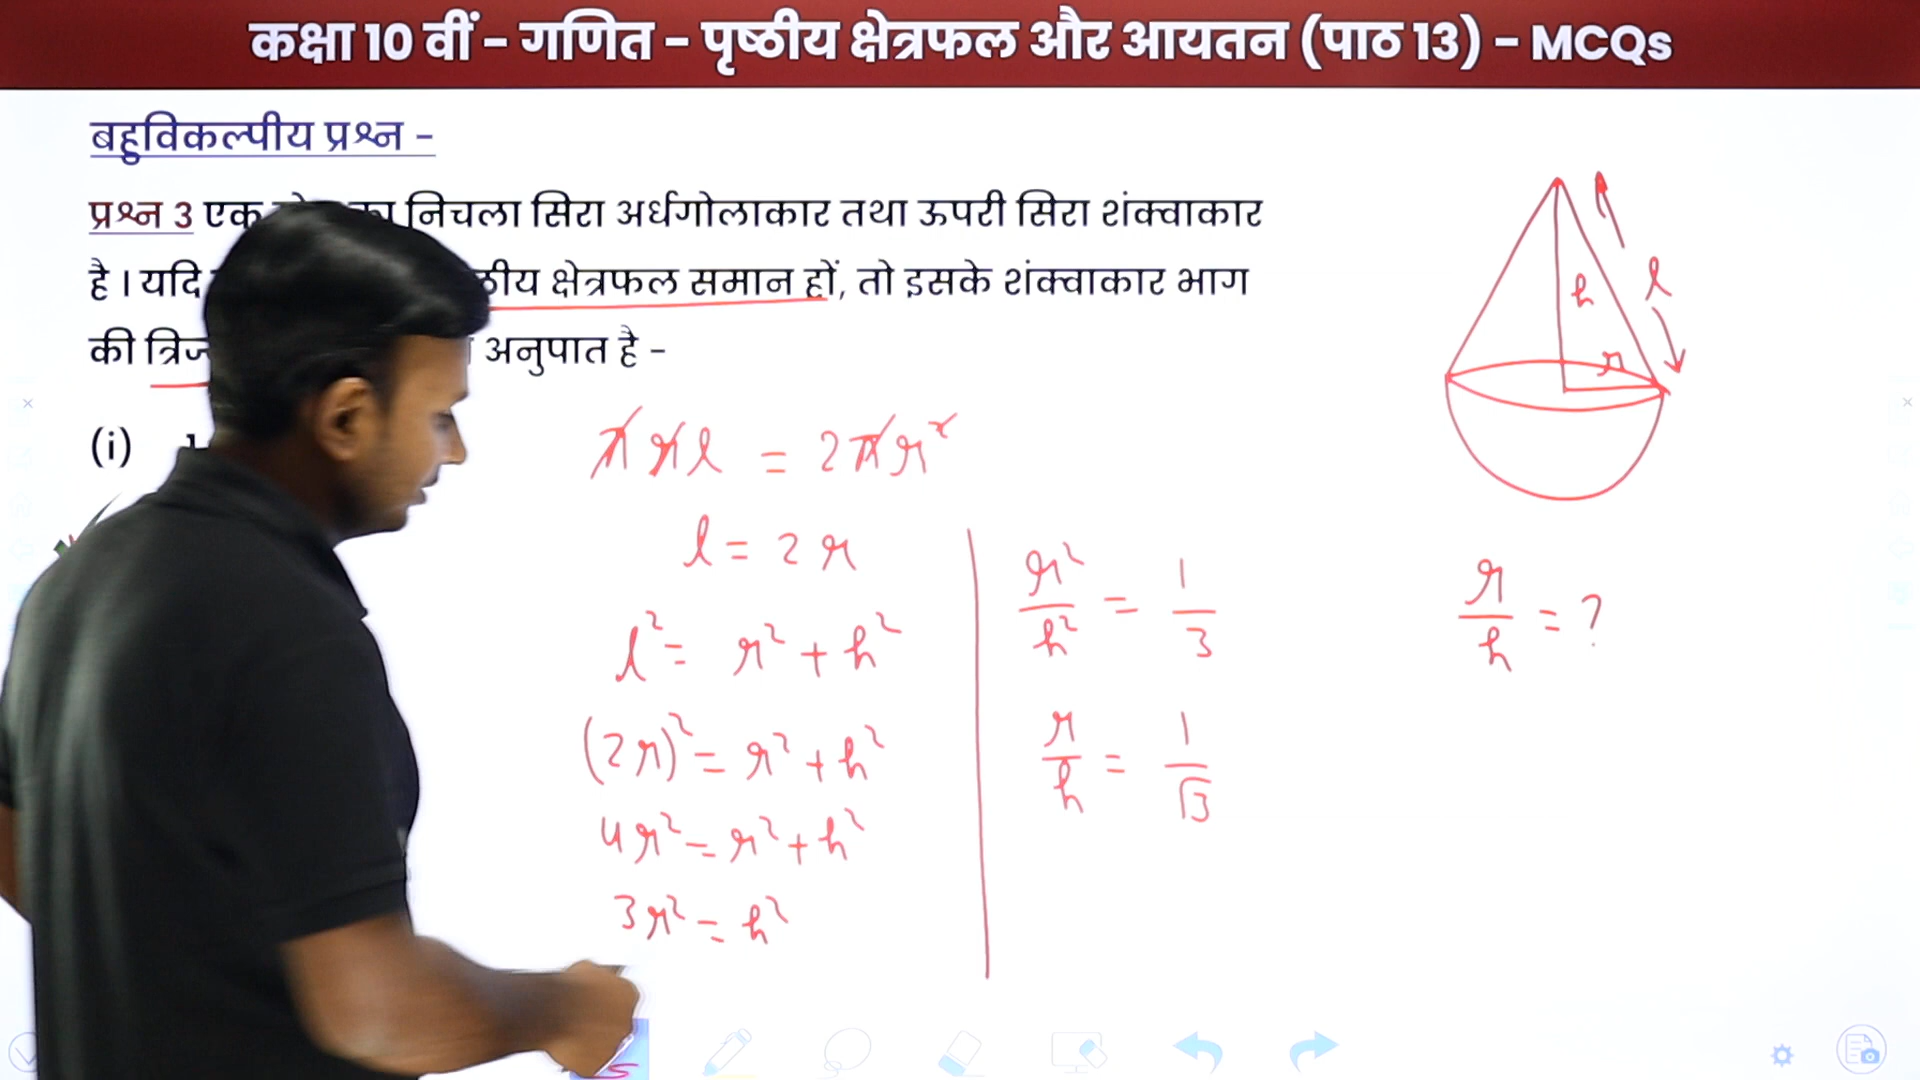 कक्षा 10 वीं – गणित – पृष्ठीय क्षेत्रफल और आयतन (पाठ 13) – MCQs
बहुविकल्पीय प्रश्न –
प्रश्न 3 एक निचला सिरा अर्धगोलाकार तथा ऊपरी सिरा शंक्वाकार
है । यदि क्षेत्रफल समान हों, तो इसके शंक्वाकार भाग
की अनुपात है –
(i)
πrl = 2πr²
l = 2r
l² = r² + h²
(2r)² = r² + h²
4r² = r² + h²
3r² = h²
r²/h² = 1/3
r/h = 1/√3
h
l
r
r/h = ?